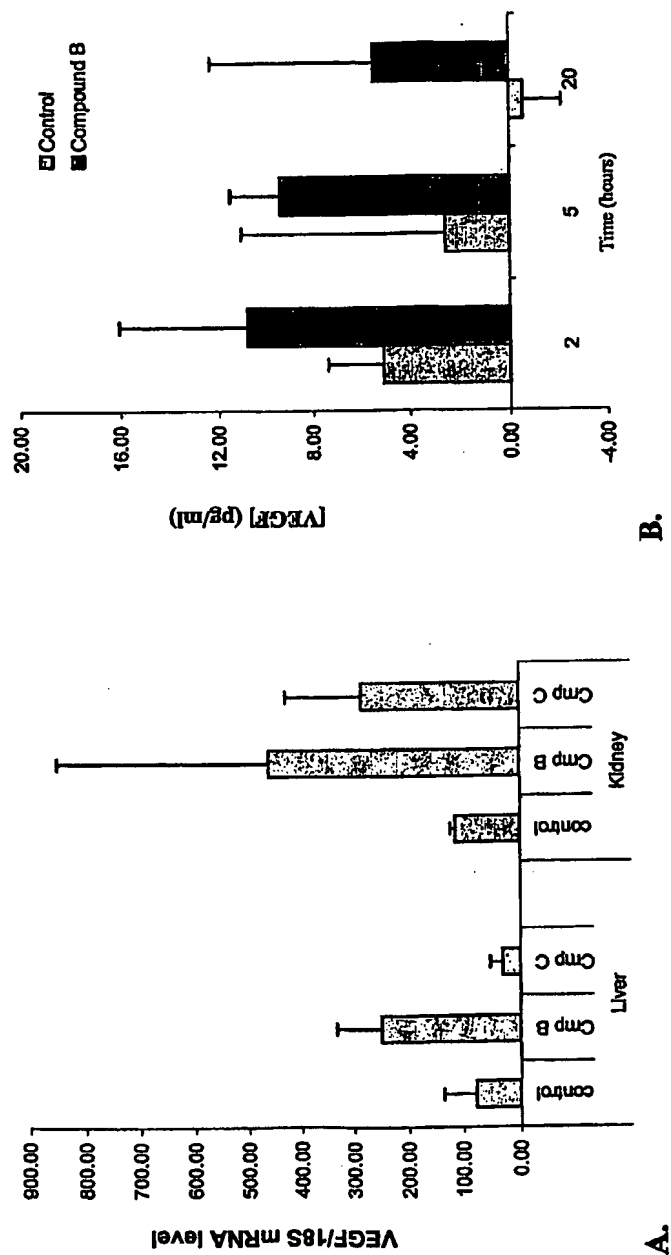 A.
VEGF/18S mRNA level
900.00
800.00
700.00
600.00
500.00
400.00
300.00
200.00
100.00
0.00
control
Cmp B
Cmp C
control
Cmp B
Cmp C
Liver
Kidney
B.
[VEGF] (pg/ml)
20.00
16.00
12.00
8.00
4.00
0.00
-4.00
2
5
20
Time (hours)
Control
Compound B